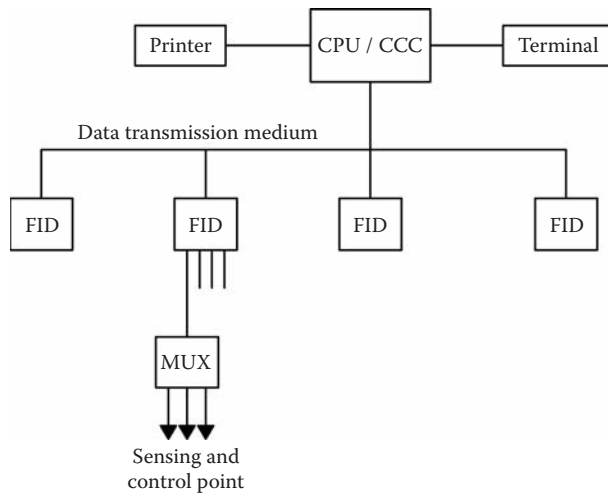 Printer
CPU / CCC
Terminal
Data transmission medium
FID
FID
FID
FID
MUX
Sensing and
control point